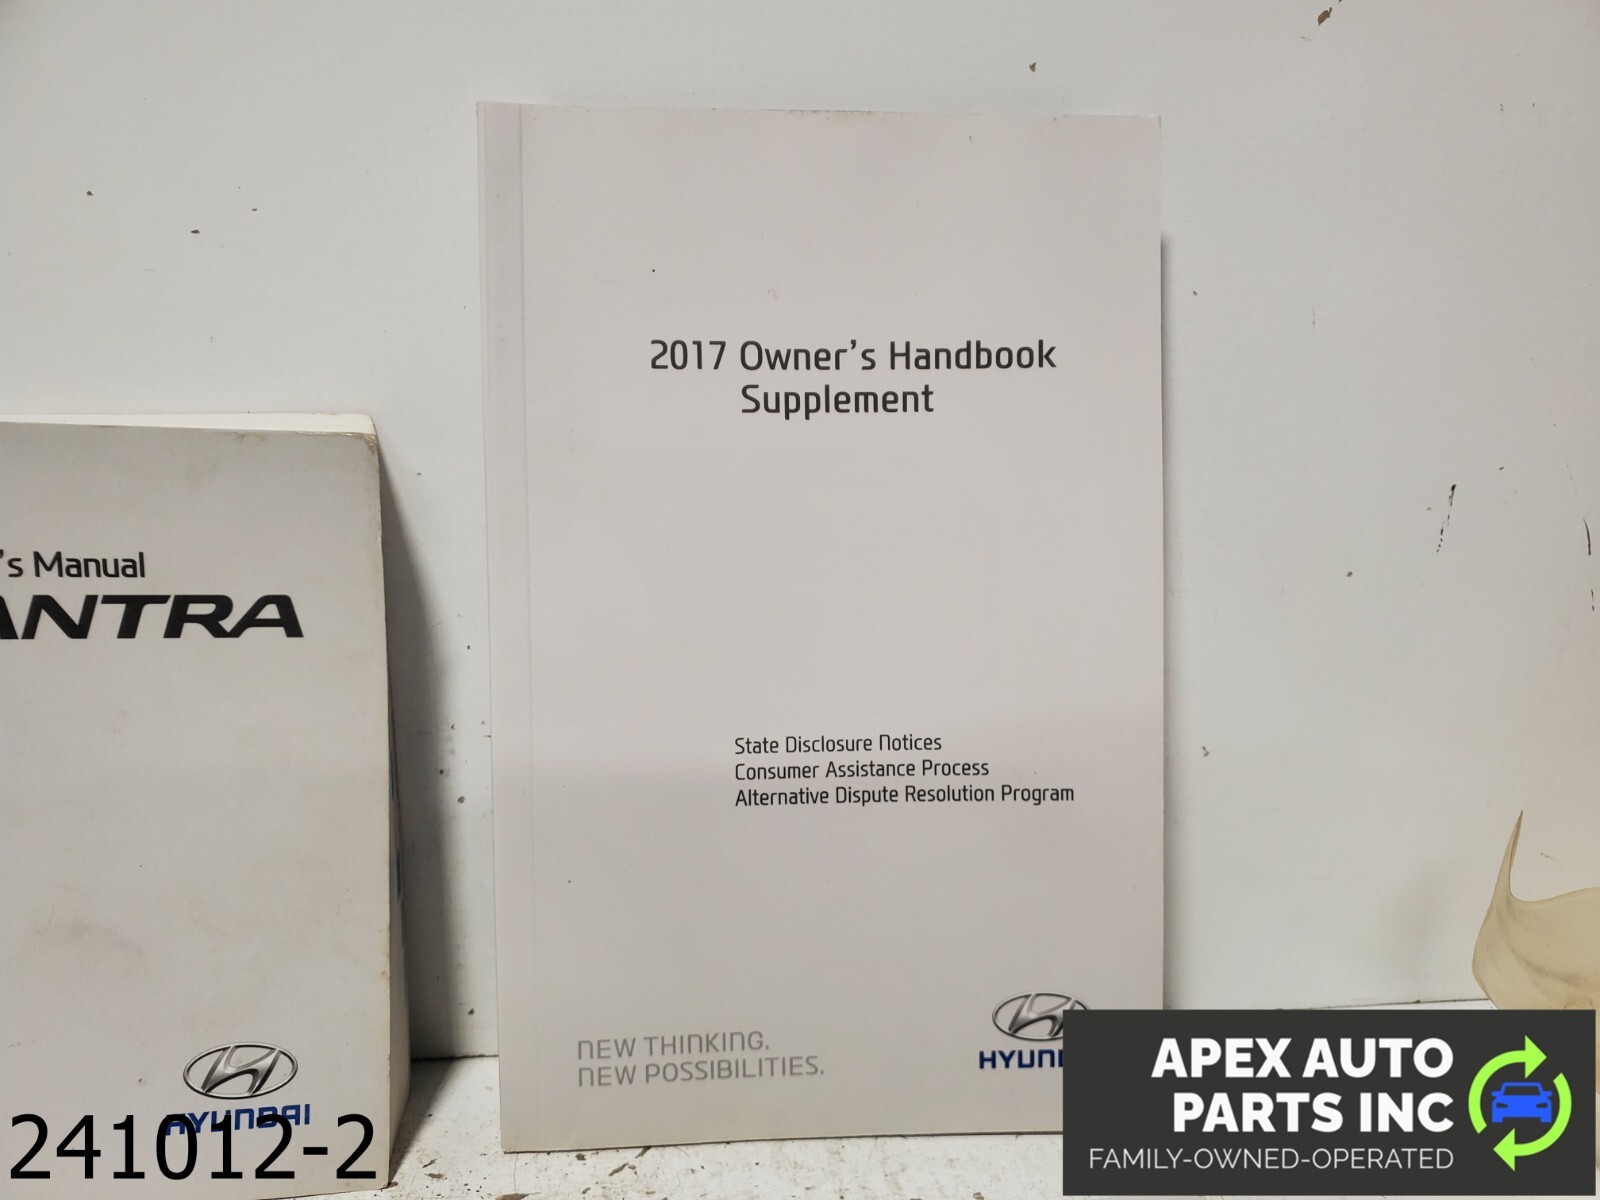 2017 Owner's Handbook
Supplement
State Disclosure Notices
Consumer Assistance Process
Alternative Dispute Resolution Program
NEW THINKING.
NEW POSSIBILITIES.
's Manual
ANTRA
HYUNDAI
241012-2
APEX AUTO
PARTS INC
FAMILY-OWNED-OPERATED